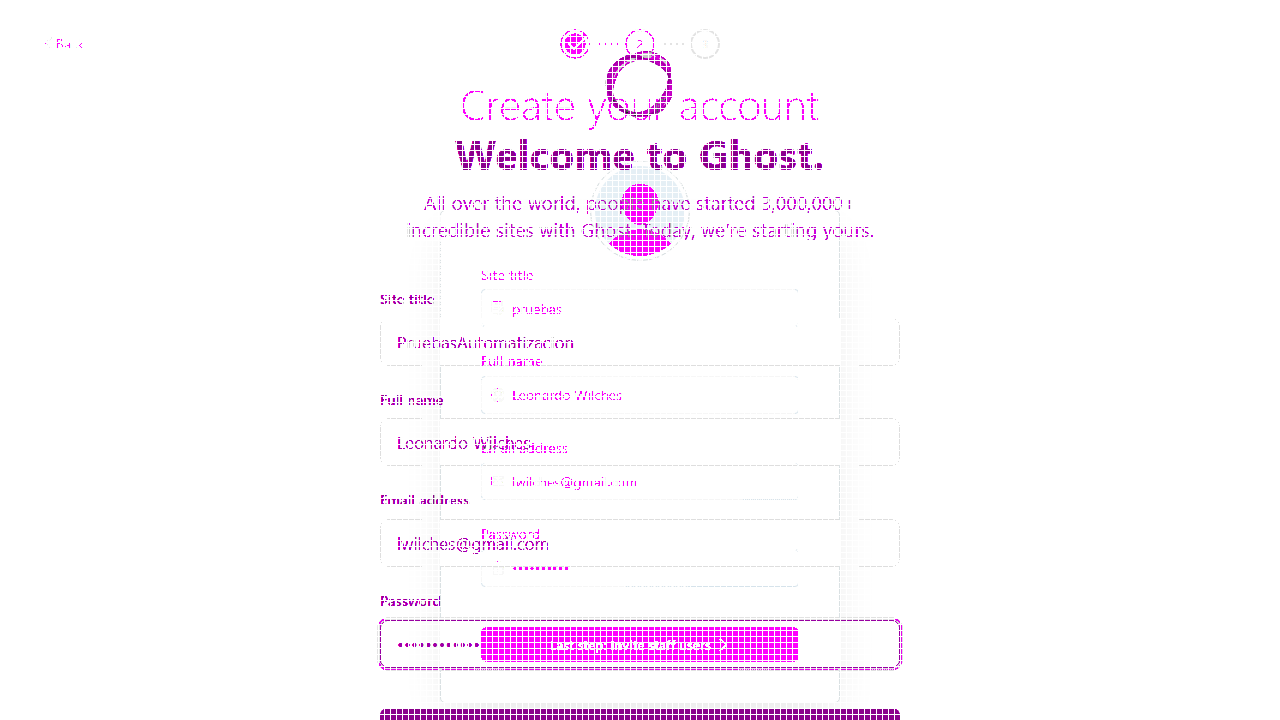 Back
2
3
Create your account
Welcome to Ghost.
All over the world, people have started 3,000,000+
incredible sites with Ghost. Today, we're starting yours.
Site title
Site title
pruebas
PruebasAutomatizacion
Full name
Leonardo Wilches
Full name
Leonardo Wilches
Email address
lwilches@gmail.com
Email address
lwilches@gmail.com
Password
Password
Last step: Invite staff users